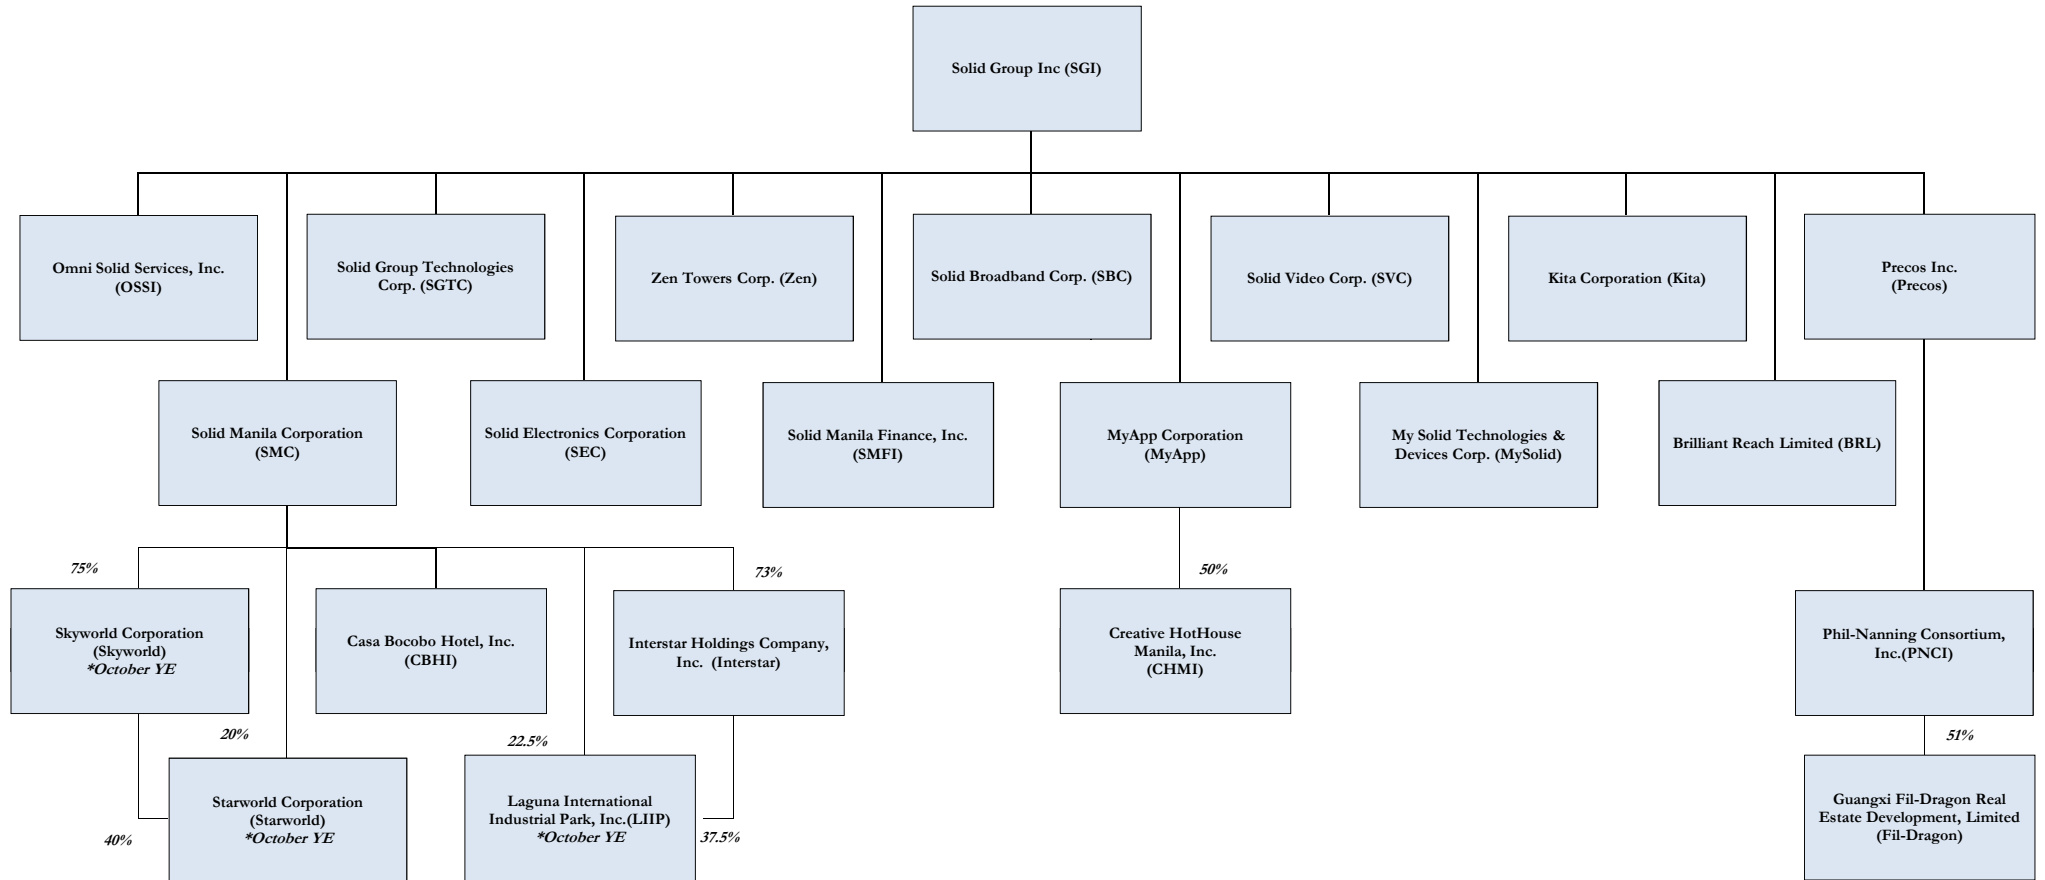 Solid Group Inc (SGI)
Omni Solid Services, Inc.
(OSSI)
Solid Group Technologies
Corp. (SGTC)
Zen Towers Corp. (Zen)
Solid Broadband Corp. (SBC)
Solid Video Corp. (SVC)
Kita Corporation (Kita)
Precos Inc.
(Precos)
Solid Manila Corporation
(SMC)
Solid Electronics Corporation
(SEC)
Solid Manila Finance, Inc.
(SMFI)
MyApp Corporation
(MyApp)
My Solid Technologies &
Devices Corp. (MySolid)
Brilliant Reach Limited (BRL)
75%
73%
50%
Skyworld Corporation
(Skyworld)
*October YE
Casa Bocobo Hotel, Inc.
(CBHI)
Interstar Holdings Company,
Inc. (Interstar)
Creative HotHouse
Manila, Inc.
(CHMI)
Phil-Nanning Consortium,
Inc.(PNCI)
20%
22.5%
51%
Starworld Corporation
(Starworld)
*October YE
Laguna International
Industrial Park, Inc.(LIIP)
*October YE
Guangxi Fil-Dragon Real
Estate Development, Limited
(Fil-Dragon)
40%
37.5%